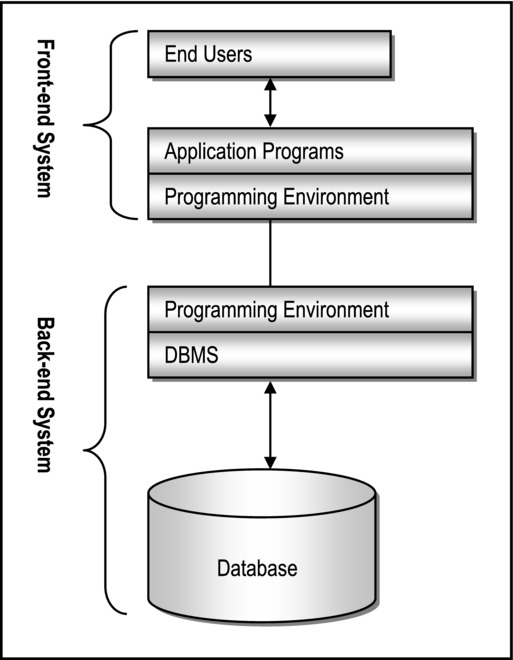 Front-end System
End Users
Application Programs
Programming Environment
Back-end System
Programming Environment
DBMS
Database